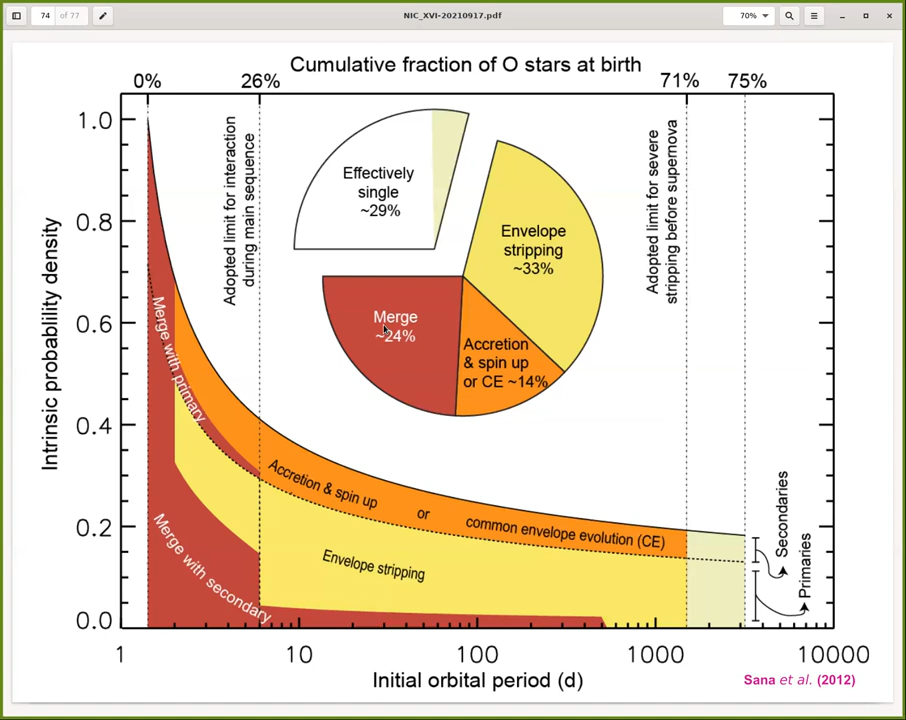 74 of 77
NIC_XVI-20210917.pdf
70%
Cumulative fraction of O stars at birth
0%
26%
71%
75%
Intrinsic probability density
1.0
0.8
0.6
0.4
0.2
0.0
Adopted limit for interaction
during main sequence
Adopted limit for severe
stripping before supernova
Effectively
single
~29%
Envelope
stripping
~33%
Merge
~24%
Accretion
& spin up
or CE ~14%
Merge with primary
Merge with secondary
Accretion & spin up or common envelope evolution (CE)
Envelope stripping
Secondaries
Primaries
1
10
100
1000
10000
Initial orbital period (d)
Sana et al. (2012)